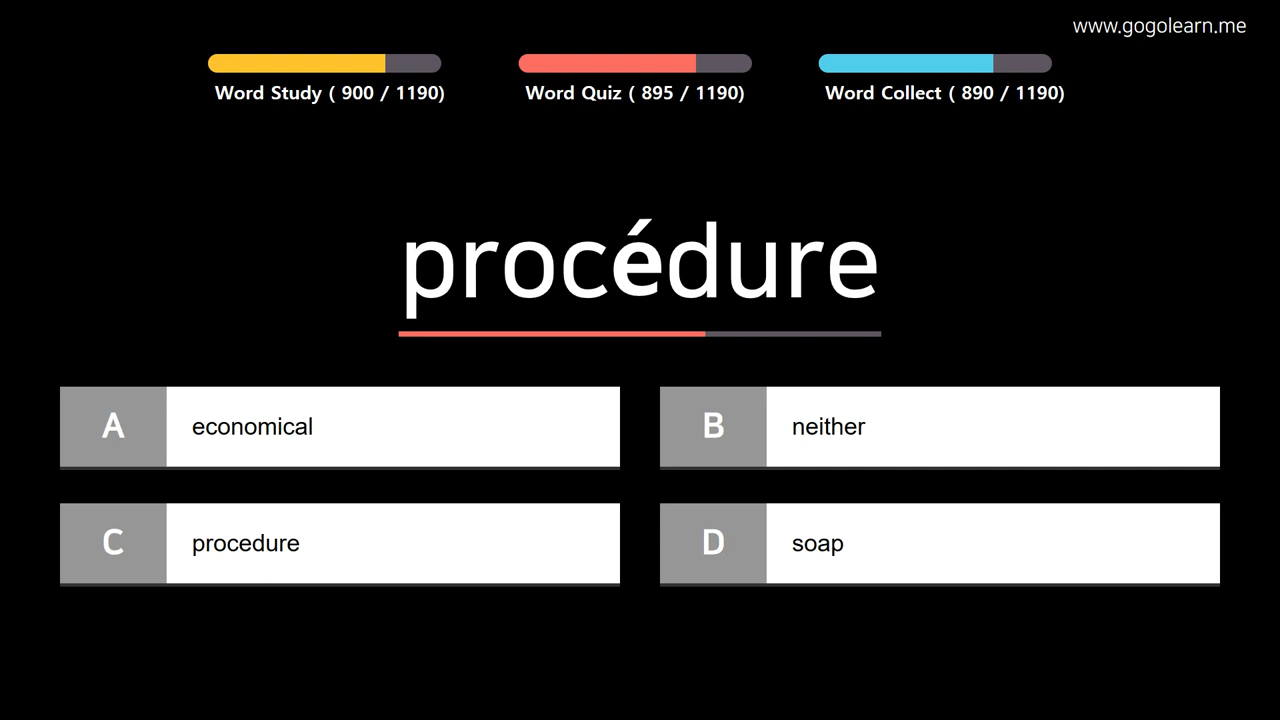 www.gogolearn.me
Word Study ( 900 / 1190)
Word Quiz ( 895 / 1190)
Word Collect ( 890 / 1190)
procédure
A economical
B neither
C procedure
D soap